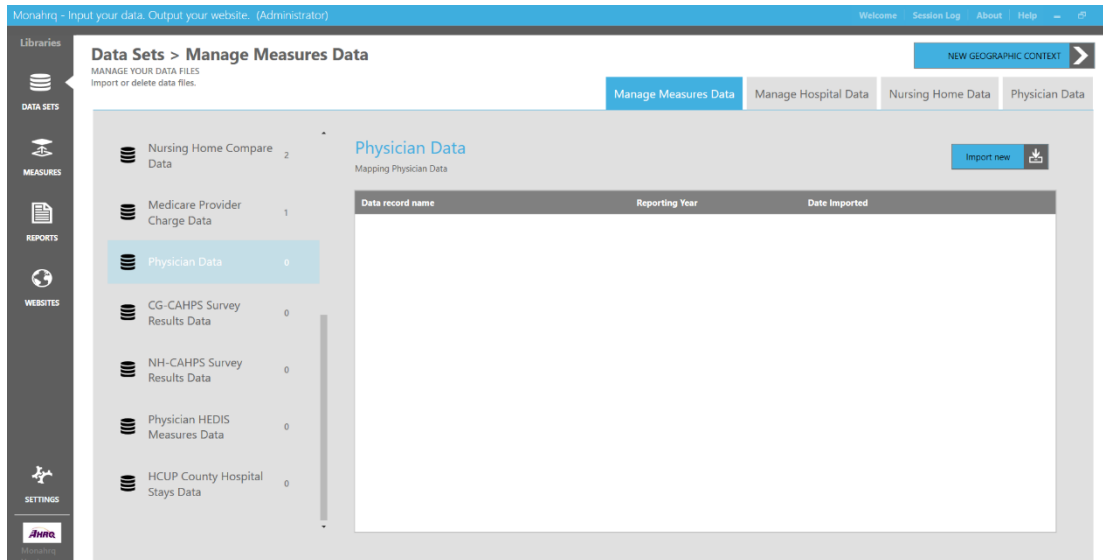 Monahrq - Input your data. Output your website. (Administrator)
Welcome Session Log About Help
Libraries
DATA SETS
MEASURES
REPORTS
WEBSITES
SETTINGS
AHRQ
Monahrq
Data Sets > Manage Measures Data
MANAGE YOUR DATA FILES
Import or delete data files.
NEW GEOGRAPHIC CONTEXT
Manage Measures Data Manage Hospital Data Nursing Home Data Physician Data
Nursing Home Compare 2
Data
Medicare Provider 1
Charge Data
Physician Data 0
CG-CAHPS Survey 0
Results Data
NH-CAHPS Survey 0
Results Data
Physician HEDIS 0
Measures Data
HCUP County Hospital 0
Stays Data
Physician Data
Mapping Physician Data
Import new
Data record name Reporting Year Date Imported